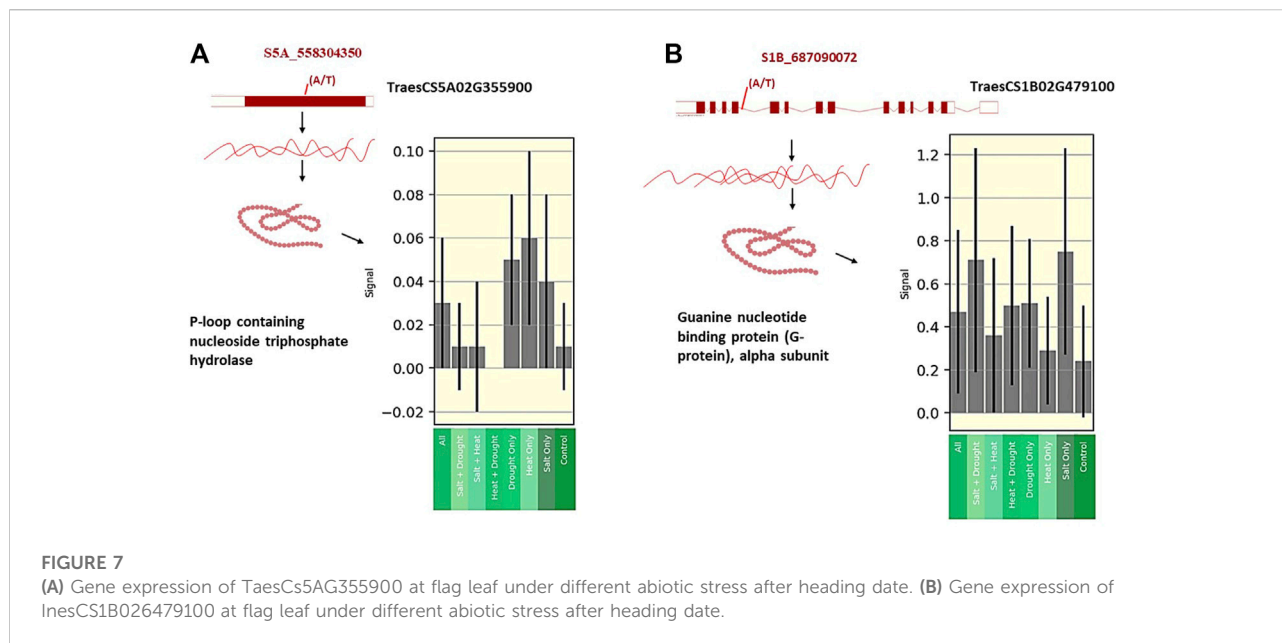 A
S5A_558304350
(A/T)
TraesCS5A02G355900
P-loop containing
nucleoside triphosphate
hydrolase
Signal
0.10
0.08
0.06
0.04
0.02
0.00
−0.02
All
Salt + Drought
Salt + Heat
Heat + Drought
Drought Only
Heat Only
Salt Only
Control
B
S1B_687090072
(A/T)
TraesCS1B02G479100
Guanine nucleotide
binding protein (G-
protein), alpha subunit
Signal
1.2
1.0
0.8
0.6
0.4
0.2
0.0
All
Salt + Drought
Salt + Heat
Heat + Drought
Drought Only
Heat Only
Salt Only
Control
FIGURE 7
(A) Gene expression of TaesCs5AG355900 at flag leaf under different abiotic stress after heading date. (B) Gene expression of
InesCS1B026479100 at flag leaf under different abiotic stress after heading date.